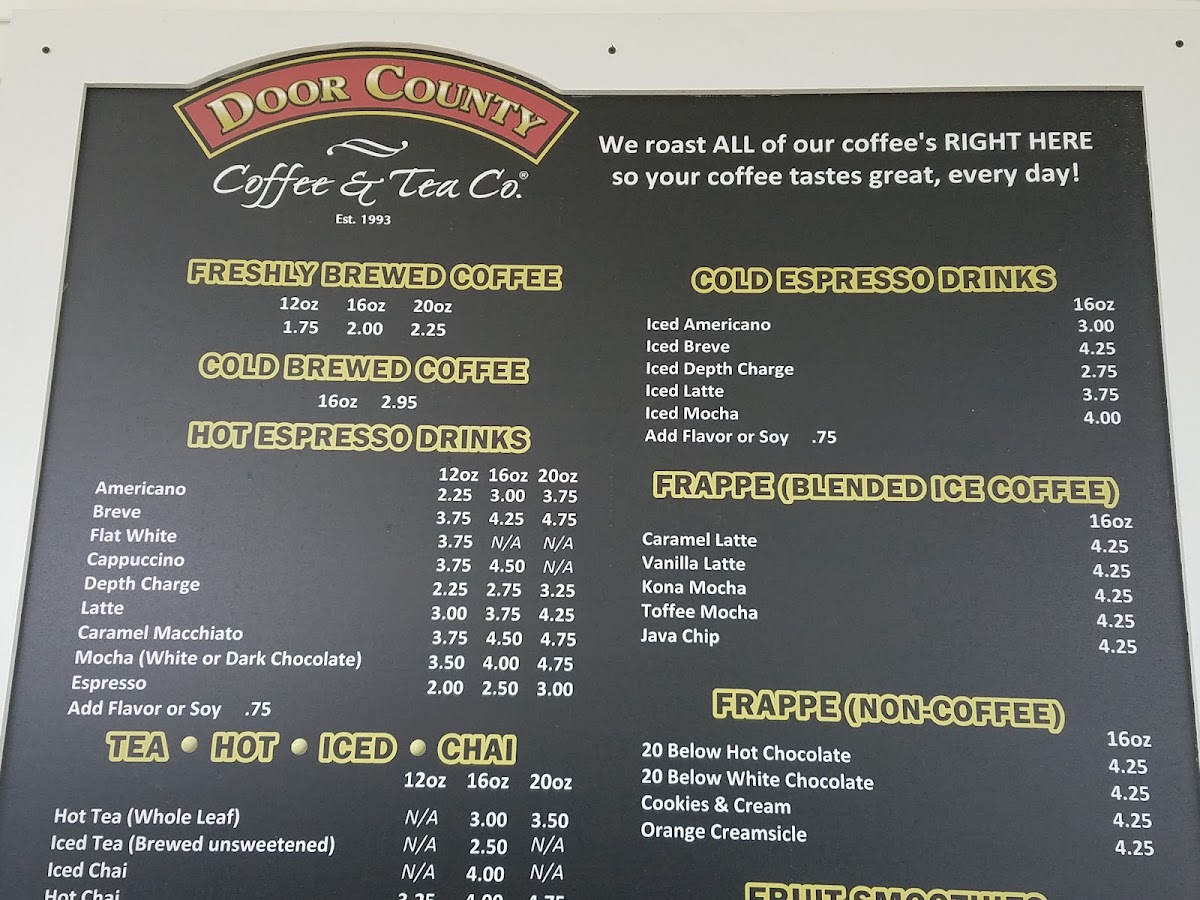 DOOR COUNTY
Coffee & Tea Co.®
Est. 1993
We roast ALL of our coffee's RIGHT HERE
so your coffee tastes great, every day!
FRESHLY BREWED COFFEE
12oz 16oz 20oz
1.75 2.00 2.25
COLD BREWED COFFEE
16oz 2.95
HOT ESPRESSO DRINKS
12oz 16oz 20oz
Americano 2.25 3.00 3.75
Breve 3.75 4.25 4.75
Flat White 3.75 N/A N/A
Cappuccino 3.75 4.50 N/A
Depth Charge 2.25 2.75 3.25
Latte 3.00 3.75 4.25
Caramel Macchiato 3.75 4.50 4.75
Mocha (White or Dark Chocolate) 3.50 4.00 4.75
Espresso 2.00 2.50 3.00
Add Flavor or Soy .75
TEA • HOT • ICED • CHAI
12oz 16oz 20oz
Hot Tea (Whole Leaf) N/A 3.00 3.50
Iced Tea (Brewed unsweetened) N/A 2.50 N/A
Iced Chai N/A 4.00 N/A
Hot Chai 3.25 4.00 4.75
COLD ESPRESSO DRINKS
16oz
Iced Americano 3.00
Iced Breve 4.25
Iced Depth Charge 2.75
Iced Latte 3.75
Iced Mocha 4.00
Add Flavor or Soy .75
FRAPPE (BLENDED ICE COFFEE)
16oz
Caramel Latte 4.25
Vanilla Latte 4.25
Kona Mocha 4.25
Toffee Mocha 4.25
Java Chip 4.25
FRAPPE (NON-COFFEE)
16oz
20 Below Hot Chocolate 4.25
20 Below White Chocolate 4.25
Cookies & Cream 4.25
Orange Creamsicle 4.25
FRUIT SMOOTHIES